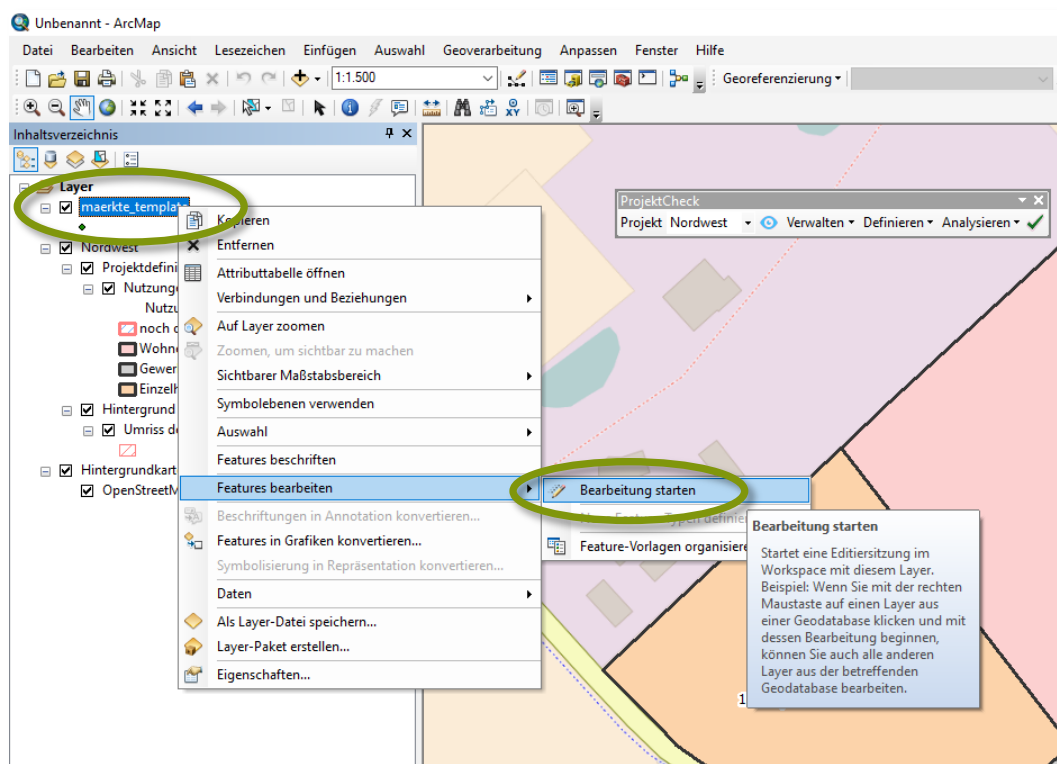 Unbenannt - ArcMap
Datei Bearbeiten Ansicht Lesezeichen Einfügen Auswahl Geoverarbeitung Anpassen Fenster Hilfe
1:1.500 Georeferenzierung
Inhaltsverzeichnis
Layer
maerkte_template
Nordwest
Projektdefini
Nutzunge
Nutzu
noch d
Wohne
Gewer
Einzelh
Hintergrund
Umriss de
Hintergrundkart
OpenStreetM
Kopieren
Entfernen
Attributtabelle öffnen
Verbindungen und Beziehungen
Auf Layer zoomen
Zoomen, um sichtbar zu machen
Sichtbarer Maßstabsbereich
Symbolebenen verwenden
Auswahl
Features beschriften
Features bearbeiten
Beschriftungen in Annotation konvertieren...
Features in Grafiken konvertieren...
Symbolisierung in Repräsentation konvertieren...
Daten
Als Layer-Datei speichern...
Layer-Paket erstellen...
Eigenschaften...
Bearbeitung starten
Feature-Vorlagen organisiere
ProjektCheck
Projekt Nordwest Verwalten Definieren Analysieren
Bearbeitung starten
Startet eine Editiersitzung im
Workspace mit diesem Layer.
Beispiel: Wenn Sie mit der rechten
Maustaste auf einen Layer aus
einer Geodatabase klicken und mit
dessen Bearbeitung beginnen,
können Sie auch alle anderen
Layer aus der betreffenden
Geodatabase bearbeiten.
1